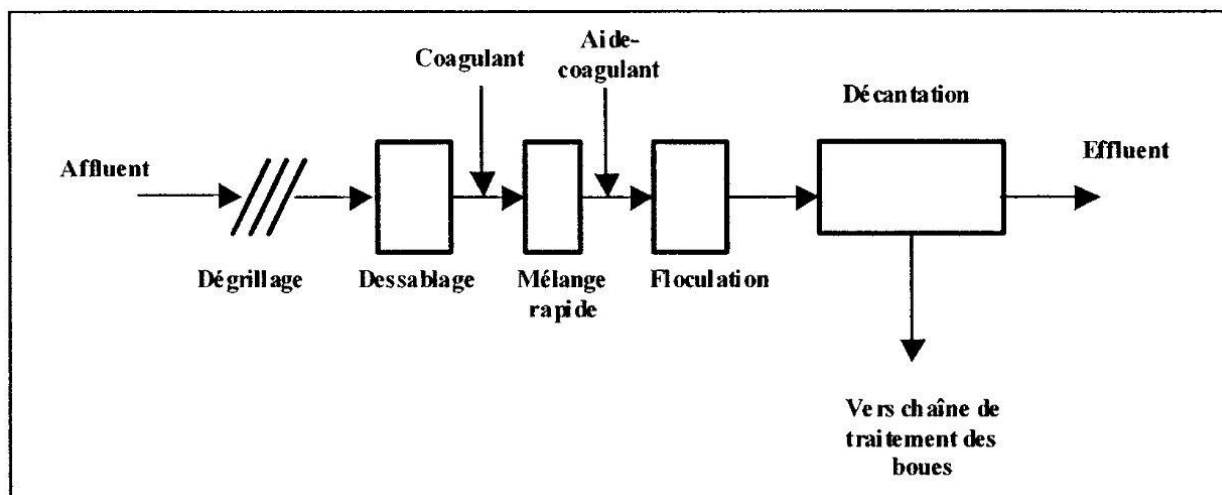 Coagulant
Aide-
coagulant
Décantation
Affluent
Effluent
Dégrillage
Dessablage
Mélange
rapide
Floculation
Vers chaîne de
traitement des
boues